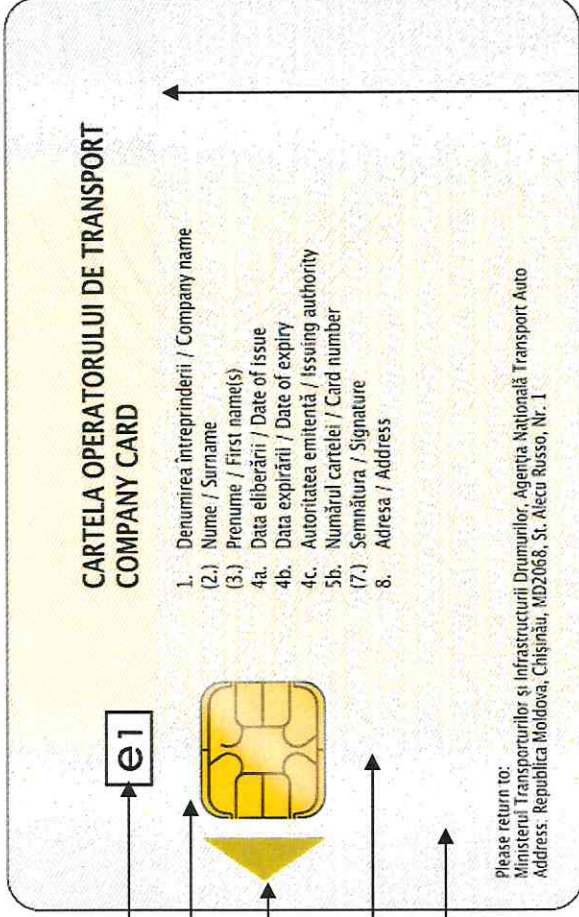 CARTELA OPERATORULUI DE TRANSPORT
COMPANY CARD
e1
1. Denumirea întreprinderii / Company name
(2.) Nume / Surname
(3.) Prenume / First name(s)
4a. Data eliberării / Date of issue
4b. Data expirării / Date of expiry
4c. Autoritatea emitentă / Issuing authority
5b. Numărul cartelei / Card number
(7.) Semnătura / Signature
8. Adresa / Address
Please return to:
Ministerul Transporturilor și Infrastructurii Drumurilor, Agenția Națională Transport Auto
Address: Republica Moldova, Chișinău, MD2068, St. Alecu Russo, Nr. 1